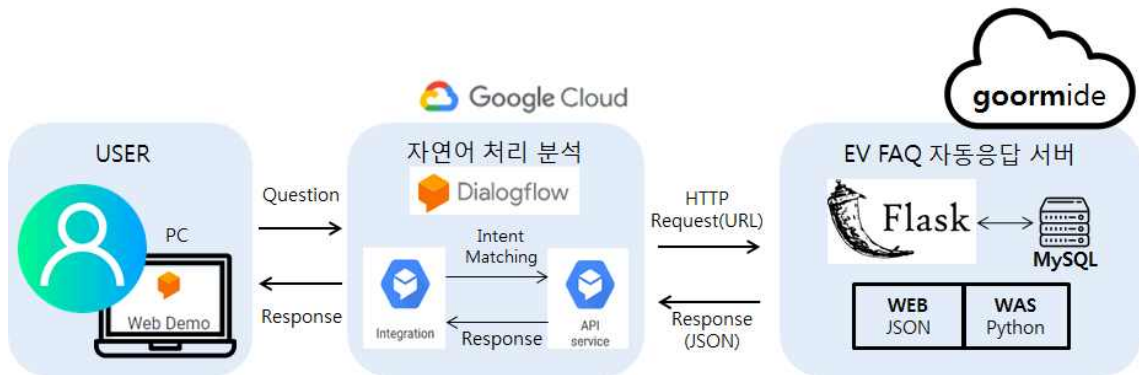 Google Cloud
goormide
USER
PC
Web Demo
Question
Response
자연어 처리 분석
Dialogflow
Intent
Matching
Integration
Response
API
service
HTTP
Request(URL)
Response
(JSON)
EV FAQ 자동응답 서버
Flask
MySQL
WEB
JSON
WAS
Python